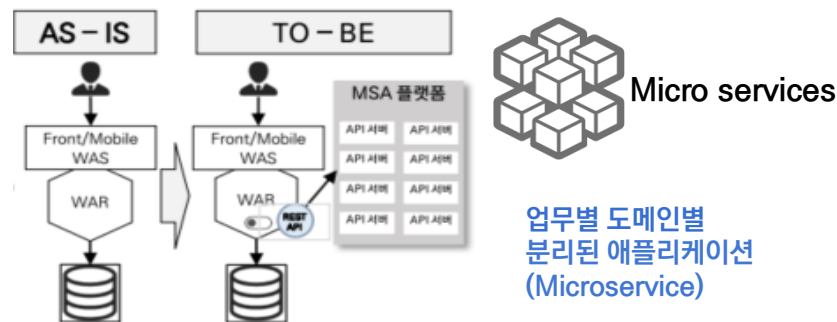 AS – IS
TO – BE
Front/Mobile
WAS
WAR
Front/Mobile
WAS
WAR
REST
API
MSA 플랫폼
API 서버 API 서버
API 서버 API 서버
API 서버 API 서버
API 서버 API 서버
Micro services
업무별 도메인별
분리된 애플리케이션
(Microservice)